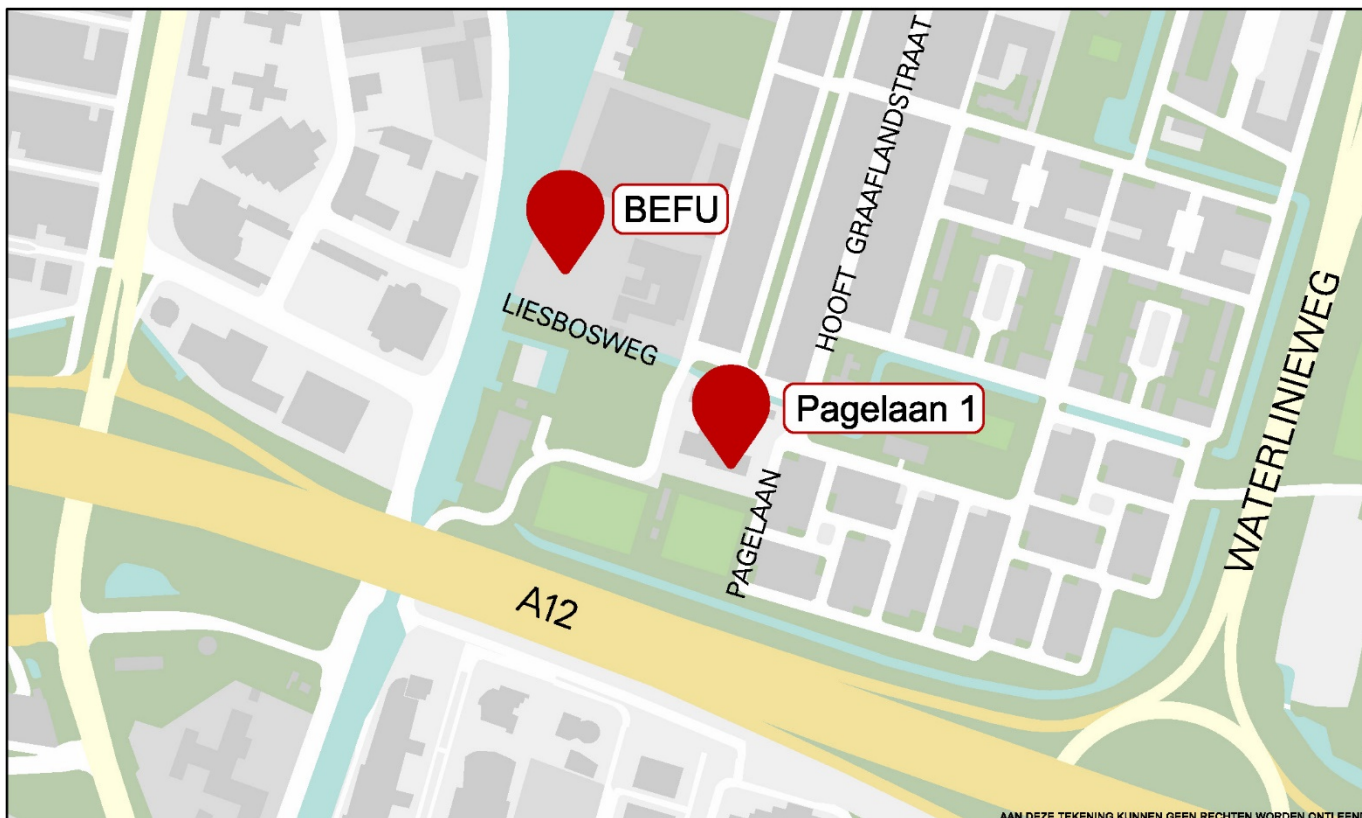 HOOFT GRAAFLANDSTRAAT
BEFU
LIESBOSWEG
WATERLINIEWEG
Pagelaan 1
PAGELAAN
A12
AAN DEZE TEKENING KUNNEN GEEN RECHTEN WORDEN ONTLEEND